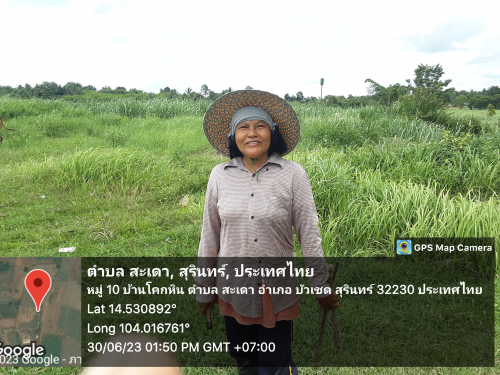 GPS Map Camera
ตำบล สะเดา, สุรินทร์, ประเทศไทย
หมู่ 10 บ้านโคกหิน ตำบล สะเดา อำเภอ บัวเชด สุรินทร์ 32230 ประเทศไทย
Lat 14.530892°
Long 104.016761°
30/06/23 01:50 PM GMT +07:00
Google
2023 Google - ภา